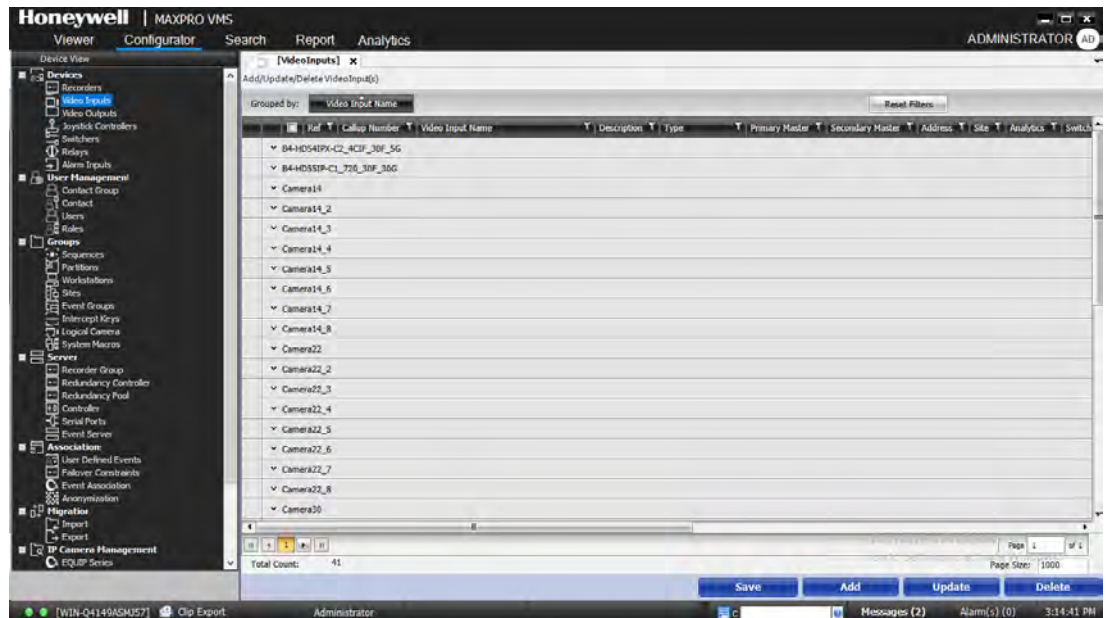 Honeywell | MAXPRO VMS
Viewer Configurator Search Report Analytics
ADMINISTRATOR AD
Device View
Devices
Recorders
Video Inputs
Video Outputs
Joystick Controllers
Switchers
Relays
Alarm Inputs
User Management
Contact Group
Contact
Users
Roles
Groups
Sequences
Partitions
Workstations
Sites
Event Groups
Intercept Keys
Logical Camera
System Macros
Server
Recorder Group
Redundancy Controller
Redundancy Pool
Controller
Serial Ports
Event Server
Association
User Defined Events
Failover Constraints
Event Association
Anonymization
Migration
Import
Export
IP Camera Management
EQUIP Series
[VideoInputs] x
Add/Update/Delete VideoInput(s)
Grouped by: Video Input Name
Reset Filters
Ref Callup Number Video Input Name Description Type Primary Master Secondary Master Address Site Analytics Switch
B4-HD54IPX-C2_4CIF_30F_5G
B4-HD55IP-C1_720_30F_30G
Camera14
Camera14_2
Camera14_3
Camera14_4
Camera14_5
Camera14_6
Camera14_7
Camera14_8
Camera22
Camera22_2
Camera22_3
Camera22_4
Camera22_5
Camera22_6
Camera22_7
Camera22_8
Camera30
1
Page 1 of 1
Total Count: 41
Page Size: 1000
Save Add Update Delete
[WIN-Q4149ASMJ57] Clip Export Administrator C Messages (2) Alarm(s) (0) 3:14:41 PM